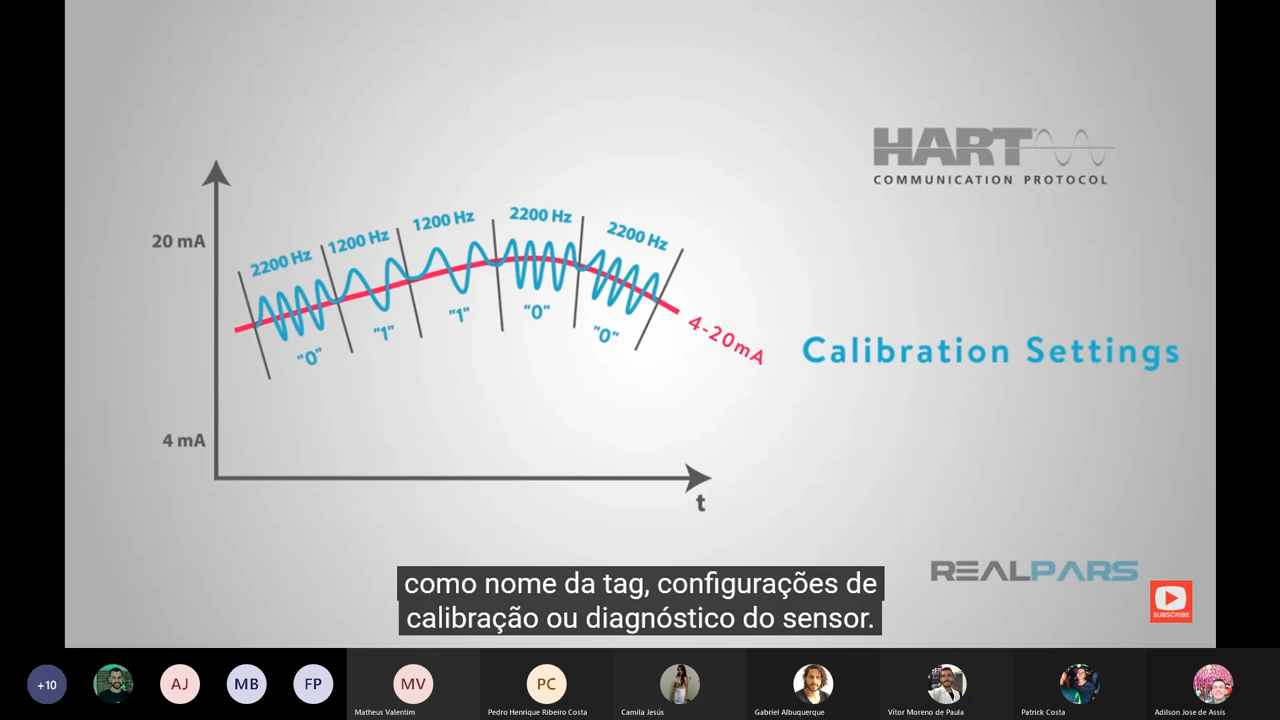 HART
COMMUNICATION PROTOCOL
20 mA
4 mA
t
2200 Hz
1200 Hz
1200 Hz
2200 Hz
2200 Hz
"0"
"1"
"1"
"0"
"0"
4-20mA
Calibration Settings
REALPARS
SUBSCRIBE
como nome da tag, configurações de
calibração ou diagnóstico do sensor.
+10
AJ
MB
FP
MV
PC
Matheus Valentim
Pedro Henrique Ribeiro Costa
Camila Jesús
Gabriel Albuquerque
Vítor Moreno de Paula
Patrick Costa
Adilson Jose de Assis